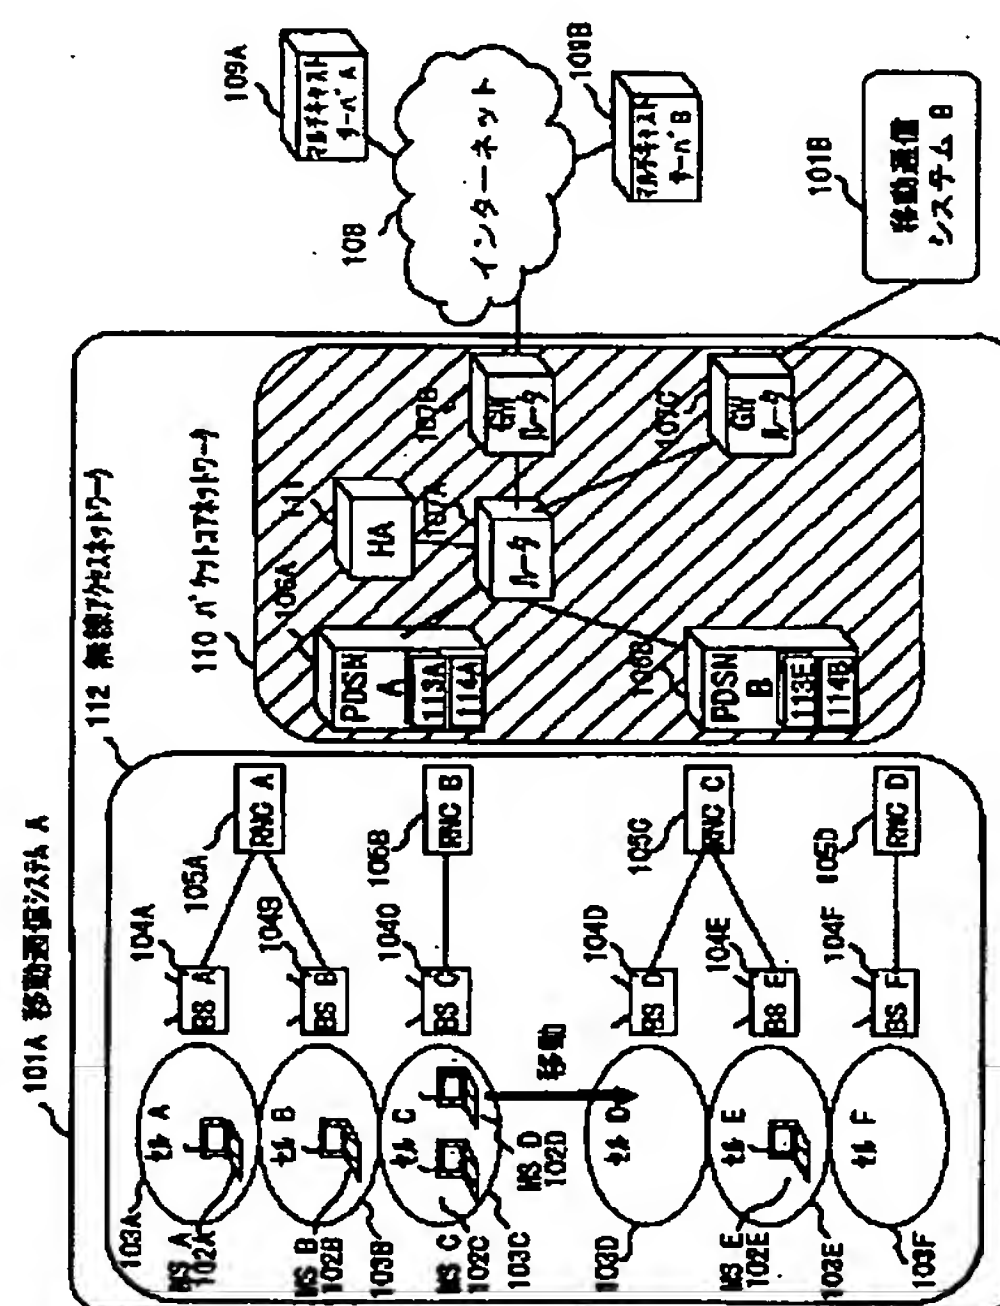 101A 移動通信システム A
112 無線アクセスネットワーク
110 パケットコアネットワーク
103A
セル A
MS A
102A
104A
BS A
105A
RNC A
セル B
MS B
102B
103B
104B
BS B
セル C
MS C
102C
103C
MS D
102D
移動
104C
BS C
105B
RNC B
セル D
103D
104D
BS D
105C
RNC C
セル E
MS E
102E
102E
104E
BS E
セル F
103F
104F
BS F
105D
RNC D
106A
PDSN
A
113A
114A
106B
PDSN
B
113E
114B
111
HA
107A
ルータ
107B
GW
ルータ
107C
GW
ルータ
108
インターネット
109A
マルチキャスト
サーバ A
109B
マルチキャスト
サーバ B
101B
移動通信
システム B